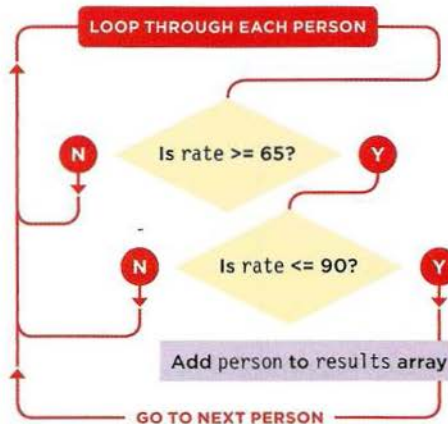 LOOP THROUGH EACH PERSON
N
Is rate >= 65?
Y
N
Is rate <= 90?
Y
Add person to results array
GO TO NEXT PERSON